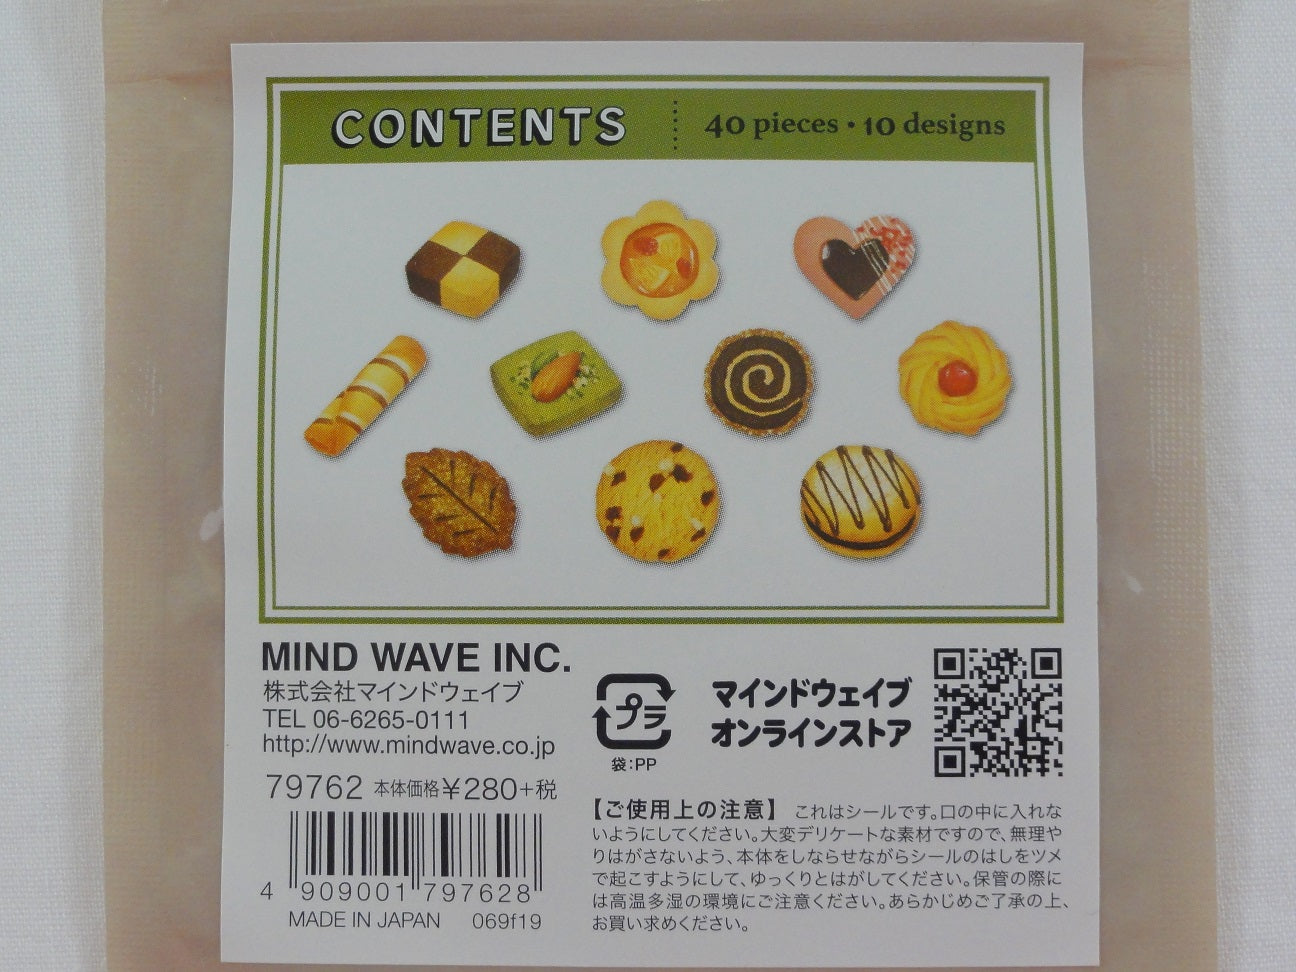 CONTENTS
40 pieces・10 designs
MIND WAVE INC.
株式会社マインドウェイブ
TEL 06-6265-0111
http://www.mindwave.co.jp
79762 本体価格¥280+税
4 909001 797628
MADE IN JAPAN 069f19
プラ
袋:PP
マインドウェイブ
オンラインストア
【ご使用上の注意】 これはシールです。口の中に入れな
いようにしてください。大変デリケートな素材ですので、無理や
りはがさないよう、本体をしならせながらシールのはしをツメ
で起こすようにして、ゆっくりとはがしてください。保管の際に
は高温多湿の環境にご注意ください。あらかじめご了承の上、
お買い求めください。